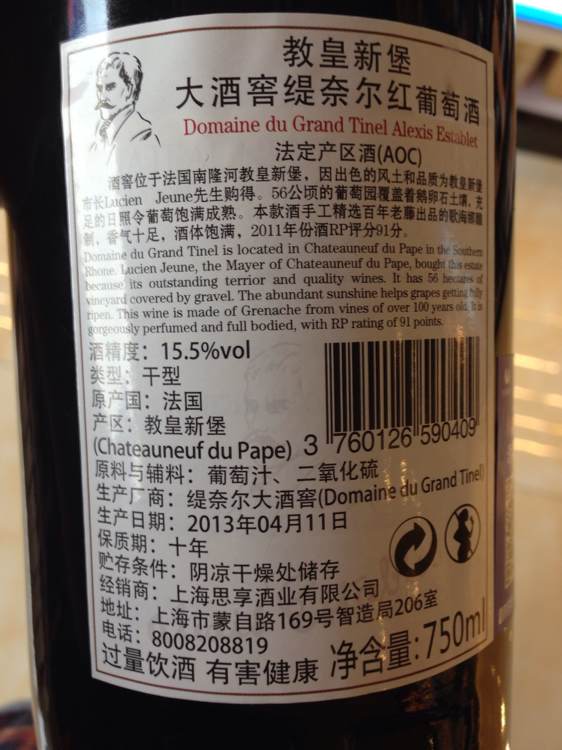 教皇新堡
大酒窖缇奈尔红葡萄酒
Domaine du Grand Tinel Alexis Establet
法定产区酒(AOC)
酒窖位于法国南隆河教皇新堡，因出色的风土和品质为教皇新堡
市长Lucien Jeune先生购得。56公顷的葡萄园覆盖着鹅卵石土壤，充
足的日照令葡萄饱满成熟。本款酒手工精选百年老藤出品的歌海娜酿
制，香气十足，酒体饱满，2011年份酒RP评分91分。
Domaine du Grand Tinel is located in Chateauneuf du Pape in the Southern
Rhone. Lucien Jeune, the Mayor of Chateauneuf du Pape, bought this estate
because its outstanding terrior and quality wines. It has 56 hectares of
vineyard covered by gravel. The abundant sunshine helps grapes getting fully
ripen. This wine is made of Grenache from vines of over 100 years old. It is
gorgeously perfumed and full bodied, with RP rating of 91 points.
酒精度：15.5%vol
类型：干型
原产国：法国
产区：教皇新堡
(Chateauneuf du Pape)
3 760126 590409
原料与辅料：葡萄汁、二氧化硫
生产厂商：缇奈尔大酒窖(Domaine du Grand Tinel)
生产日期：2013年04月11日
保质期：十年
贮存条件：阴凉干燥处储存
经销商：上海思享酒业有限公司
地址：上海市蒙自路169号智造局206室
电话：8008208819
过量饮酒 有害健康 净含量:750ml